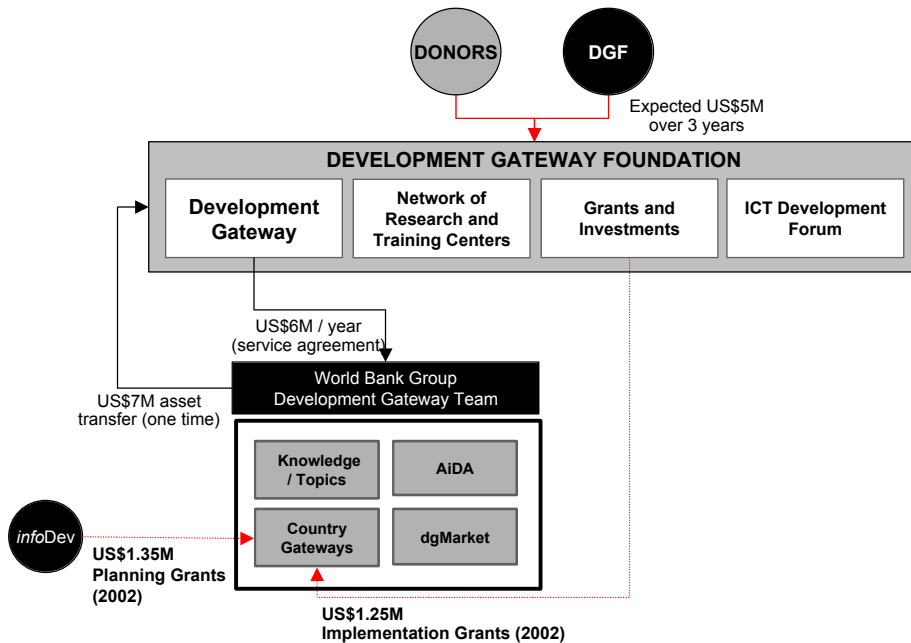 DONORS
DGF
Expected US$5M
over 3 years
DEVELOPMENT GATEWAY FOUNDATION
Development
Gateway
Network of
Research and
Training Centers
Grants and
Investments
ICT Development
Forum
US$6M / year
(service agreement)
World Bank Group
Development Gateway Team
US$7M asset
transfer (one time)
Knowledge
/ Topics
AiDA
Country
Gateways
dgMarket
infoDev
US$1.35M
Planning Grants
(2002)
US$1.25M
Implementation Grants (2002)